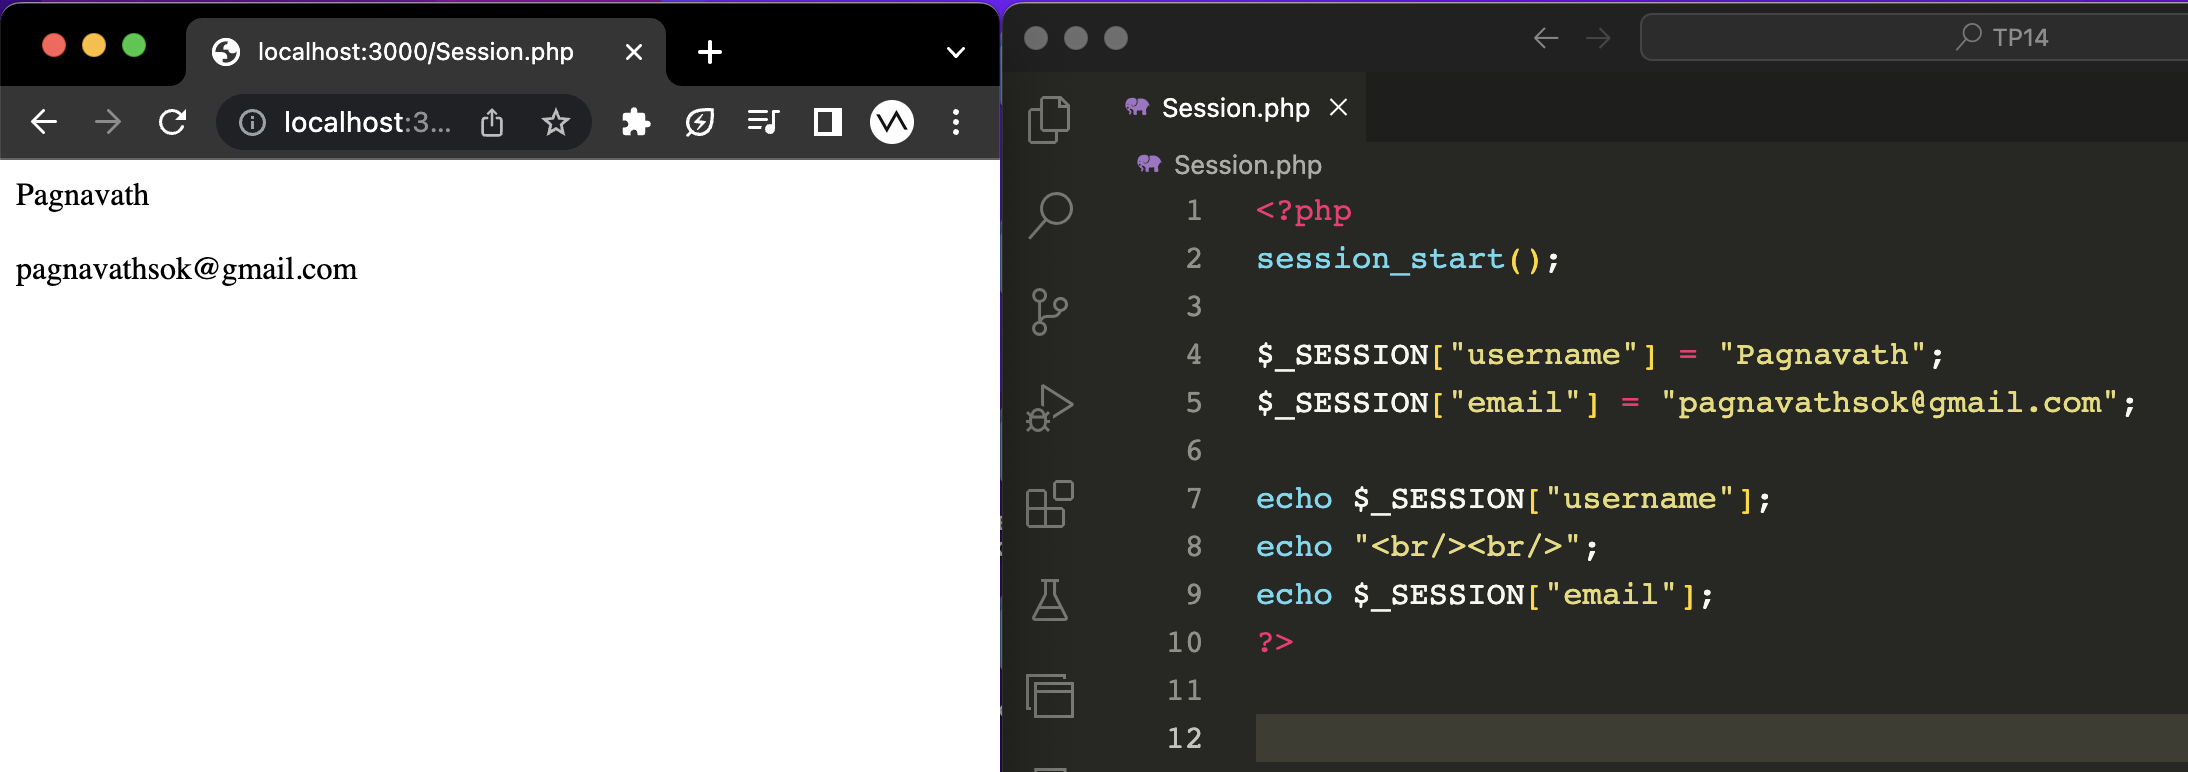 localhost:3000/Session.php
localhost:3...
Pagnavath
pagnavathsok@gmail.com
TP14
Session.php
Session.php
1 <?php
2 session_start();
3
4 $_SESSION["username"] = "Pagnavath";
5 $_SESSION["email"] = "pagnavathsok@gmail.com";
6
7 echo $_SESSION["username"];
8 echo "<br/><br/>";
9 echo $_SESSION["email"];
10 ?>
11
12